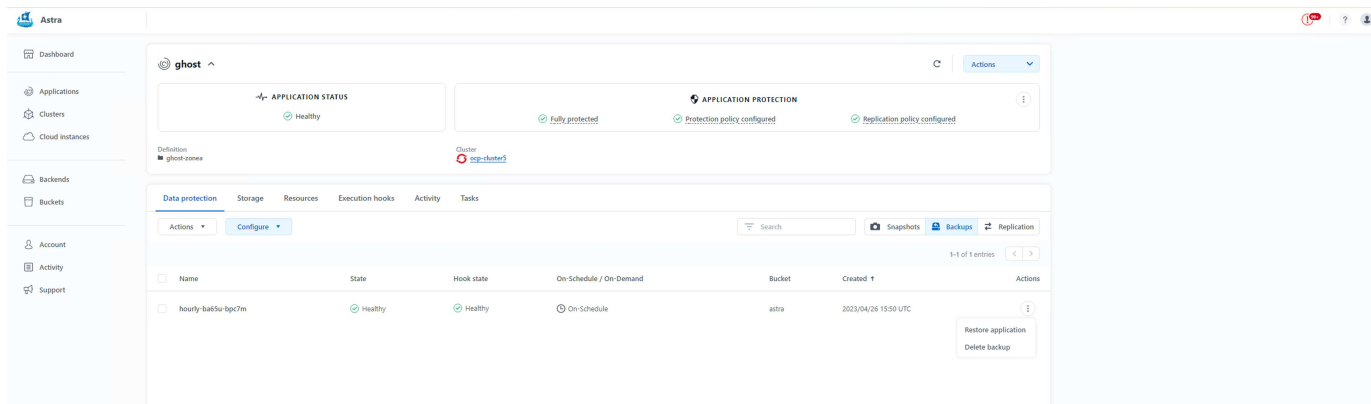 Astra
99+
?
Dashboard
Applications
Clusters
Cloud instances
Backends
Buckets
Account
Activity
Support
ghost
Actions
APPLICATION STATUS
Healthy
APPLICATION PROTECTION
Fully protected
Protection policy configured
Replication policy configured
Definition
ghost-zonea
Cluster
ocp-cluster5
Data protection
Storage
Resources
Execution hooks
Activity
Tasks
Actions
Configure
Search
Snapshots
Backups
Replication
1–1 of 1 entries
Name
State
Hook state
On-Schedule / On-Demand
Bucket
Created
Actions
hourly-ba65u-bpc7m
Healthy
Healthy
On-Schedule
astra
2023/04/26 15:50 UTC
Restore application
Delete backup